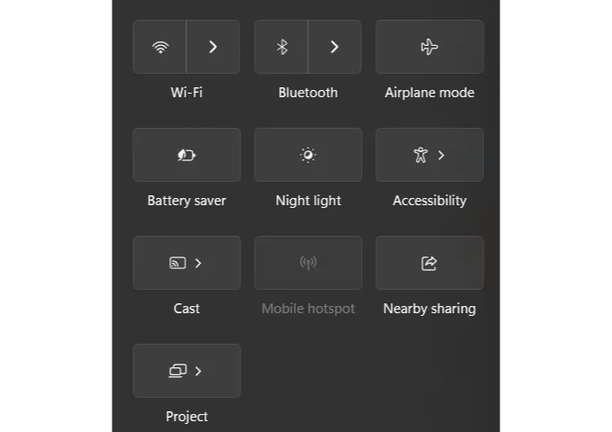 Wi-Fi
Bluetooth
Airplane mode
Battery saver
Night light
Accessibility
Cast
Mobile hotspot
Nearby sharing
Project